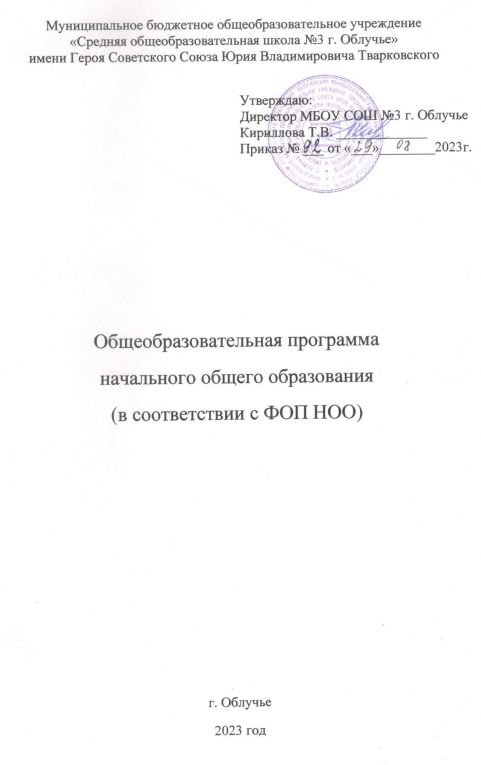 Муниципальное бюджетное общеобразовательное учреждение
«Средняя общеобразовательная школа №3 г. Облучье»
имени Героя Советского Союза Юрия Владимировича Тварковского
Утверждаю:
Директор МБОУ СОШ №3 г. Облучье
Кириллова Т.В.
Приказ № 92 от «29» 08 2023г.
Общеобразовательная программа
начального общего образования
(в соответствии с ФОП НОО)
г. Облучье
2023 год